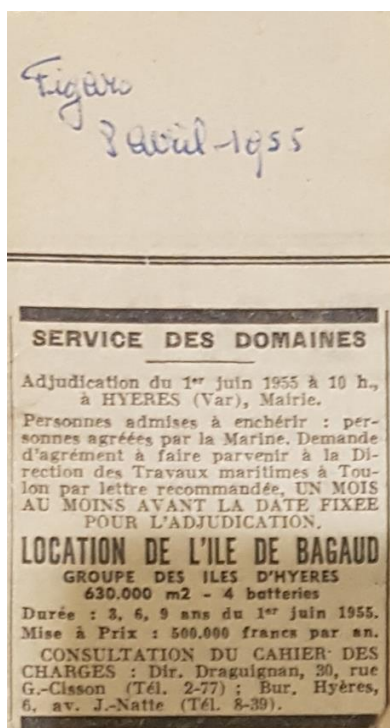 Figaro
8 avril-1955
SERVICE DES DOMAINES
Adjudication du 1er juin 1955 à 10 h.,
à HYERES (Var), Mairie.
Personnes admises à enchérir : per-
sonnes agréées par la Marine. Demande
d'agrément à faire parvenir à la Di-
rection des Travaux maritimes à Tou-
lon par lettre recommandée, UN MOIS
AU MOINS AVANT LA DATE FIXEE
POUR L'ADJUDICATION.
LOCATION DE L'ILE DE BAGAUD
GROUPE DES ILES D'HYERES
630.000 m2 - 4 batteries
Durée : 3, 6, 9 ans du 1er juin 1955.
Mise à Prix : 500.000 francs par an.
CONSULTATION DU CAHIER DES
CHARGES : Dir. Draguignan, 30, rue
G.-Cisson (Tél. 2-77) ; Bur. Hyères,
6, av. J.-Natte (Tél. 8-39).